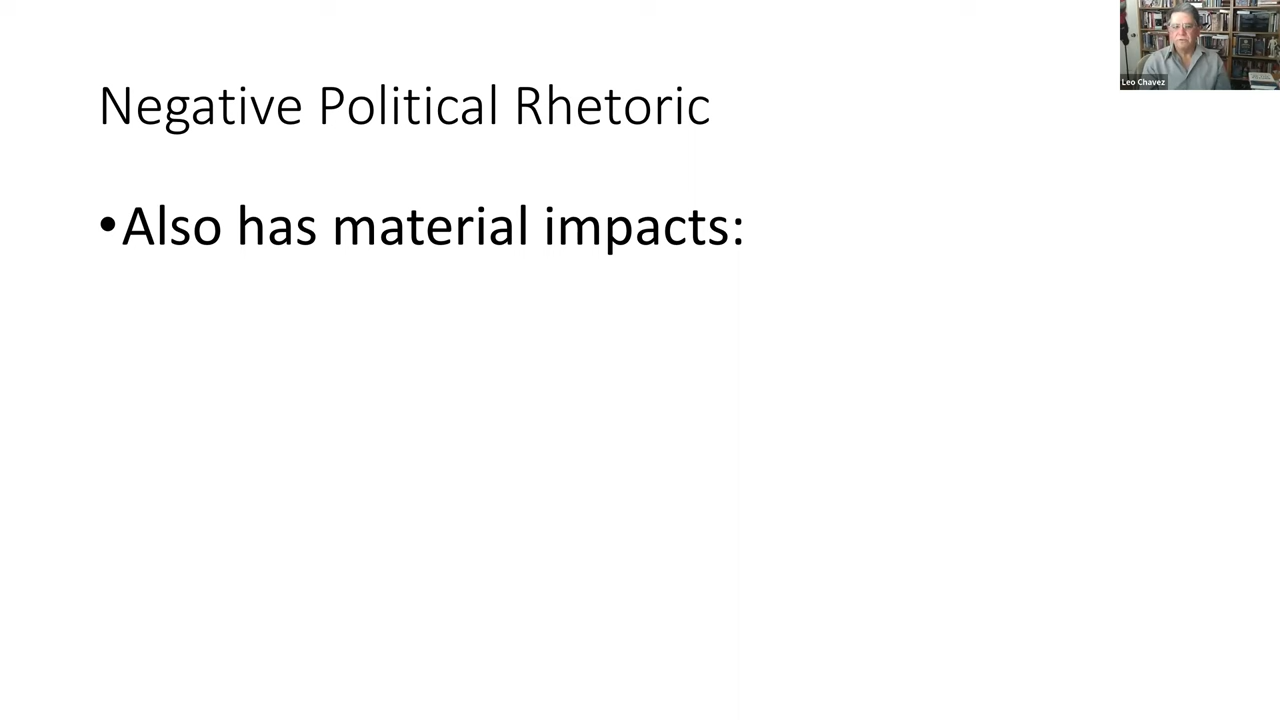 Negative Political Rhetoric
•Also has material impacts:
Leo Chavez